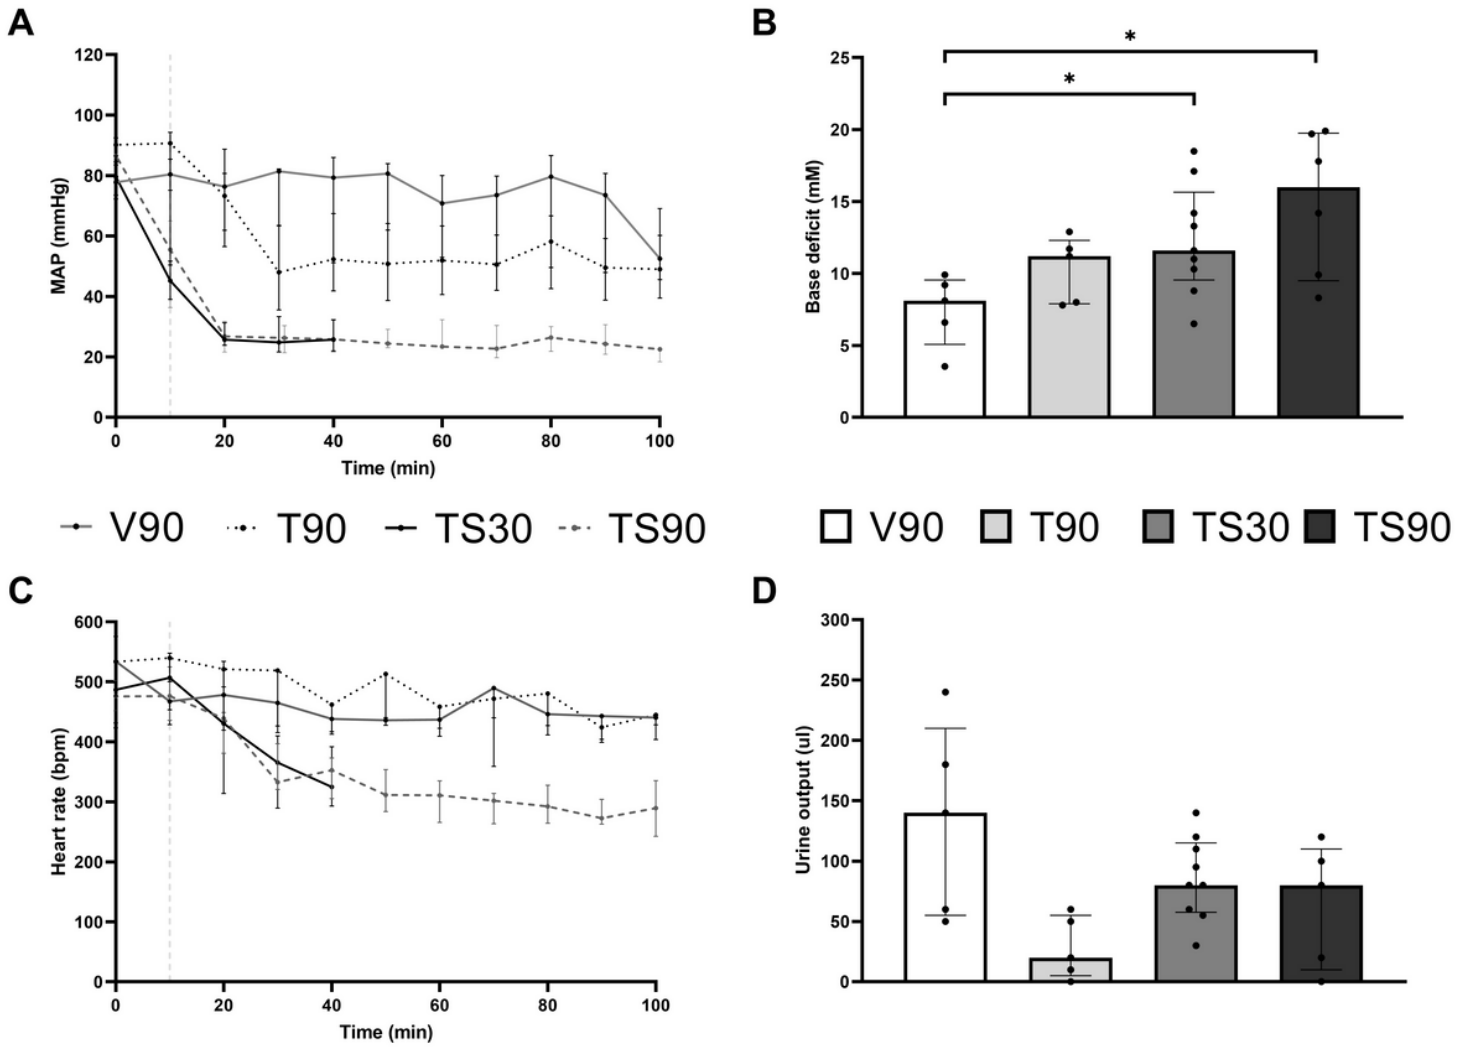 A
MAP (mmHg)
120
100
80
60
40
20
0
0 20 40 60 80 100
Time (min)
B
Base deficit (mM)
25
20
15
10
5
0
*
*
V90 T90 TS30 TS90
V90 T90 TS30 TS90
C
Heart rate (bpm)
600
500
400
300
200
100
0
0 20 40 60 80 100
Time (min)
D
Urine output (ul)
300
250
200
150
100
50
0